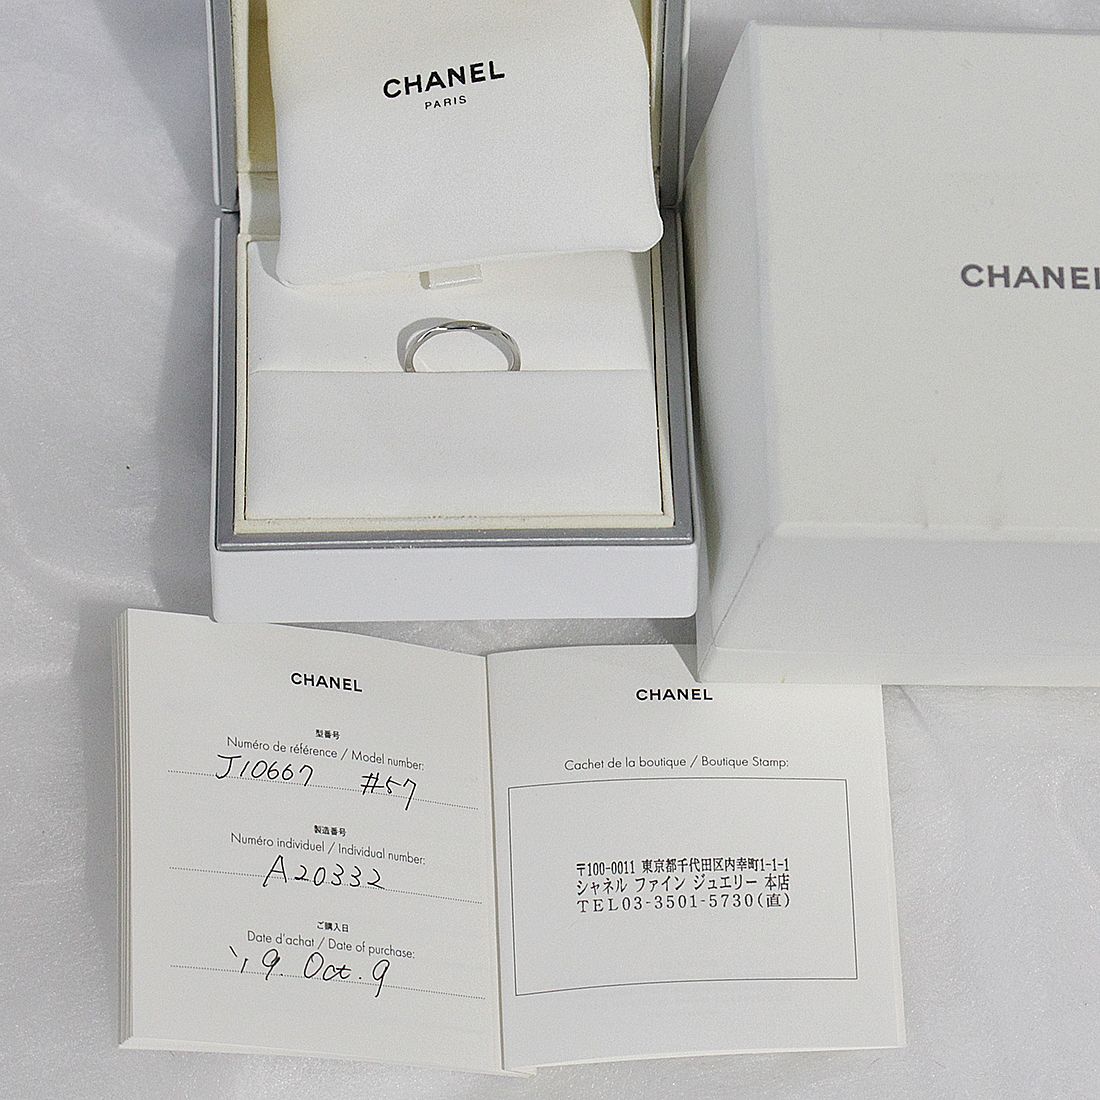 CHANEL
PARIS
CHANEL
CHANEL
型番号
Numéro de référence / Model number:
J10667 #57
製造番号
Numéro individuel / Individual number:
A20332
ご購入日
Date d'achat / Date of purchase:
'19. Oct. 9
CHANEL
Cachet de la boutique / Boutique Stamp:
〒100-0011 東京都千代田区内幸町1-1-1
シャネル ファイン ジュエリー 本店
TEL03-3501-5730(直)